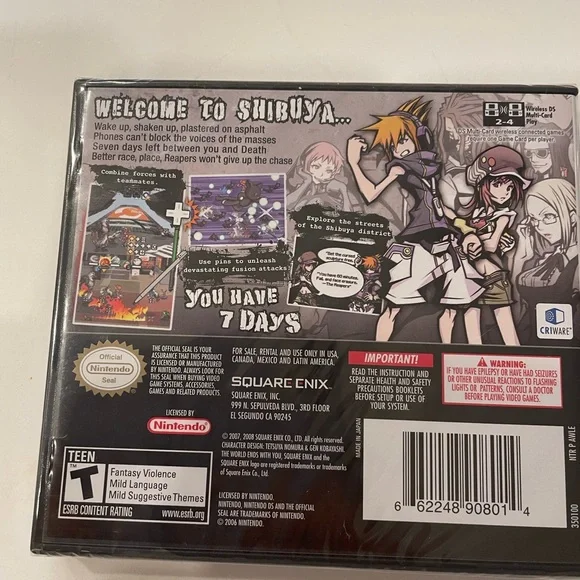 WELCOME TO SHIBUYA...
Wake up, shaken up, plastered on asphalt
Phones can't block the voices of the masses
Seven days left between you and Death
Better race, place, Reapers won't give up the chase
2-4
Wireless DS
Multi-Card
Play
DS Multi-Card wireless connected games
require one Game Card per player.
Combine forces with
teammates.
Use pins to unleash
devastating fusion attacks!
Explore the streets
of the Shibuya district
"Get the cursed
sculpture tree."
"You have 60 minutes.
Fail, and face erasure.
—The Reapers"
YOU HAVE
7 DAYS
CRIWARE
Official
Nintendo
Seal
THE OFFICIAL SEAL IS YOUR
ASSURANCE THAT THIS PRODUCT
IS LICENSED OR MANUFACTURED
BY NINTENDO. ALWAYS LOOK FOR
THIS SEAL WHEN BUYING VIDEO
GAME SYSTEMS, ACCESSORIES,
GAMES AND RELATED PRODUCTS.
LICENSED BY
Nintendo
FOR SALE, RENTAL AND USE ONLY IN USA,
CANADA, MEXICO AND LATIN AMERICA.
SQUARE ENIX
SQUARE ENIX, INC.
999 N. SEPULVEDA BLVD., 3RD FLOOR
EL SEGUNDO CA 90245
© 2007, 2008 SQUARE ENIX CO., LTD. All rights reserved.
CHARACTER DESIGN: TETSUYA NOMURA & GEN KOBAYASHI.
THE WORLD ENDS WITH YOU, SQUARE ENIX and the
SQUARE ENIX logo are registered trademarks or trademarks
of Square Enix Co., Ltd.
LICENSED BY NINTENDO.
NINTENDO, NINTENDO DS AND THE OFFICIAL
SEAL ARE TRADEMARKS OF NINTENDO.
© 2006 NINTENDO.
IMPORTANT!
READ THE INSTRUCTION AND
SEPARATE HEALTH AND SAFETY
PRECAUTIONS BOOKLETS
BEFORE SETUP OR USE OF
YOUR SYSTEM.
WARNING:
IF YOU HAVE EPILEPSY OR HAVE HAD SEIZURES
OR OTHER UNUSUAL REACTIONS TO FLASHING
LIGHTS OR PATTERNS, CONSULT A DOCTOR
BEFORE PLAYING VIDEO GAMES.
TEEN
T
Fantasy Violence
Mild Language
Mild Suggestive Themes
ESRB CONTENT RATING www.esrb.org
MADE IN JAPAN
6 62248 90801 4
NTR P AWLE
350100